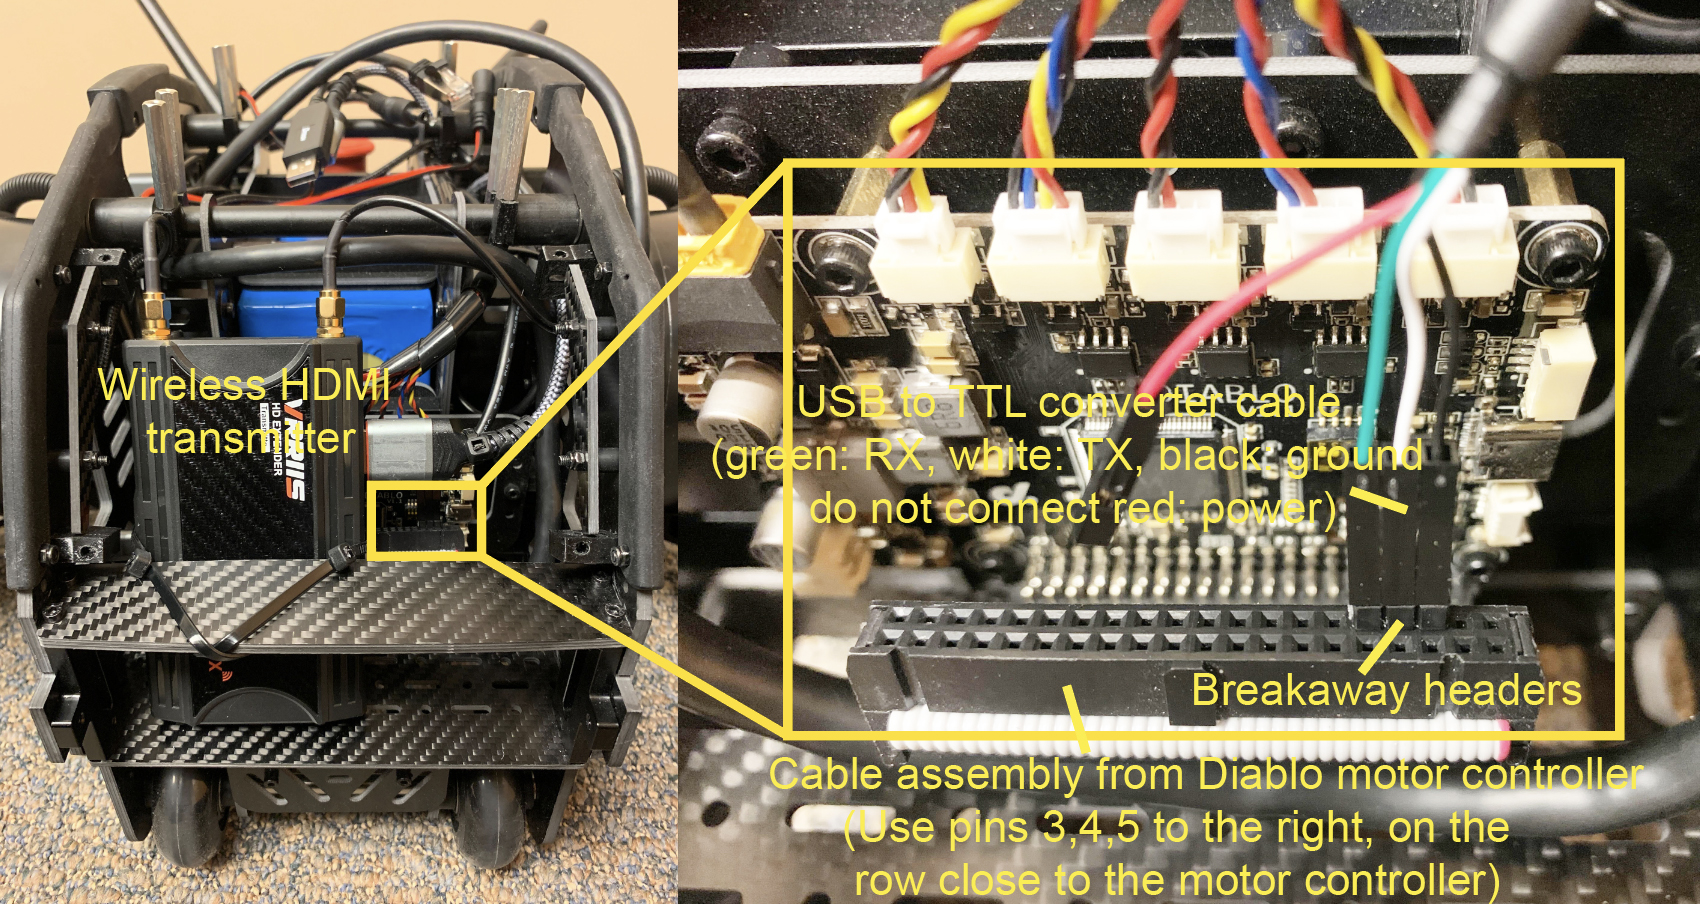 Wireless HDMI
transmitter
VRRIIS
HD EXTENDER
Transmitter
X
DIABLO
USB to TTL converter cable
(green: RX, white: TX, black: ground
do not connect red: power)
Breakaway headers
Cable assembly from Diablo motor controller
(Use pins 3,4,5 to the right, on the
row close to the motor controller)